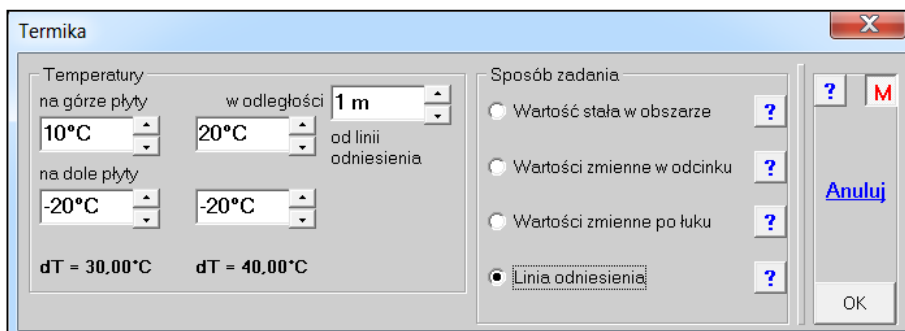 Termika
X
Temperatury
na górze płyty
w odległości
1 m
10°C
20°C
od linii
odniesienia
na dole płyty
-20°C
-20°C
dT = 30,00°C
dT = 40,00°C
Sposób zadania
Wartość stała w obszarze
?
Wartości zmienne w odcinku
?
Wartości zmienne po łuku
?
Linia odniesienia
?
?
M
Anuluj
OK